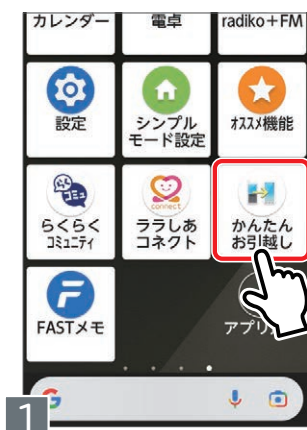 カレンダー
電卓
radiko+FM
設定
シンプル
モード設定
オススメ機能
らくらく
コミュニティ
connect
ララしあ
コネクト
かんたん
お引越し
FASTメモ
アプリ
1